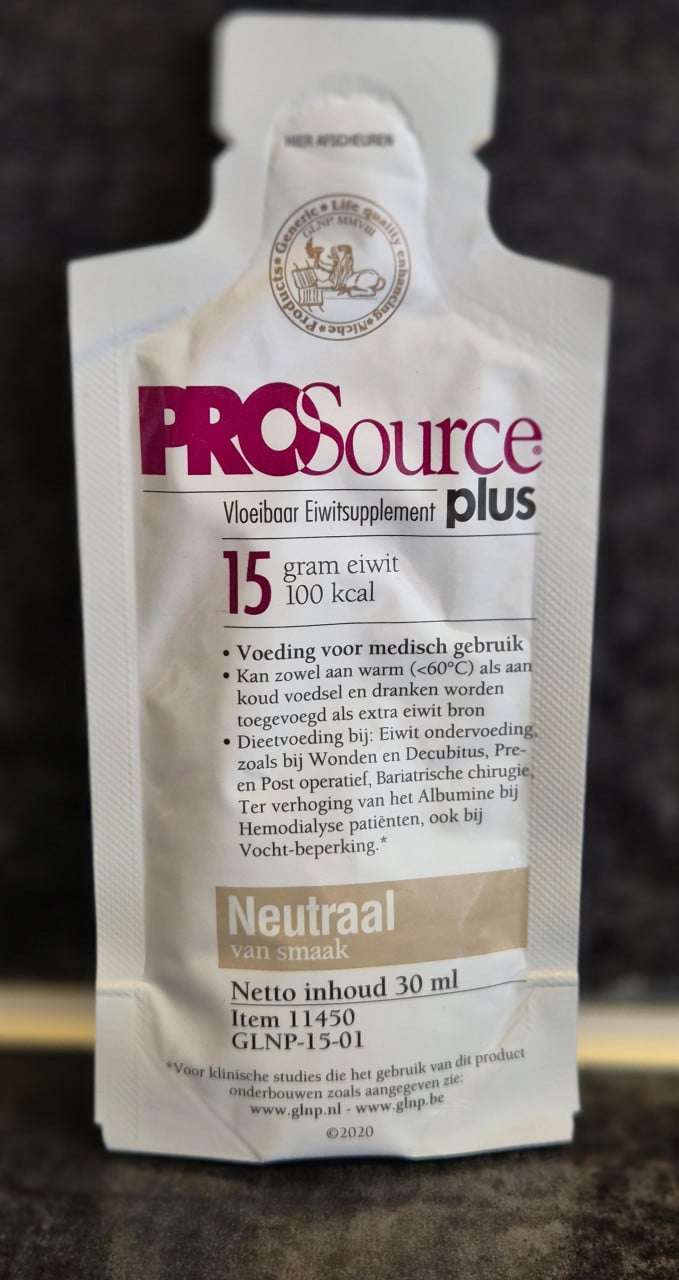 HIER AFSCHEUREN
Products • Generic • Life quality enhancing • Niche •
GLNP MMVIII
PROSource®
Vloeibaar Eiwitsupplement plus
15 gram eiwit
100 kcal
• Voeding voor medisch gebruik
• Kan zowel aan warm (<60°C) als aan
koud voedsel en dranken worden
toegevoegd als extra eiwit bron
• Dieetvoeding bij: Eiwit ondervoeding,
zoals bij Wonden en Decubitus, Pre-
en Post operatief, Bariatrische chirugie,
Ter verhoging van het Albumine bij
Hemodialyse patiënten, ook bij
Vocht-beperking.*
Neutraal
van smaak
Netto inhoud 30 ml
Item 11450
GLNP-15-01
*Voor klinische studies die het gebruik van dit product
onderbouwen zoals aangegeven zie:
www.glnp.nl - www.glnp.be
©2020